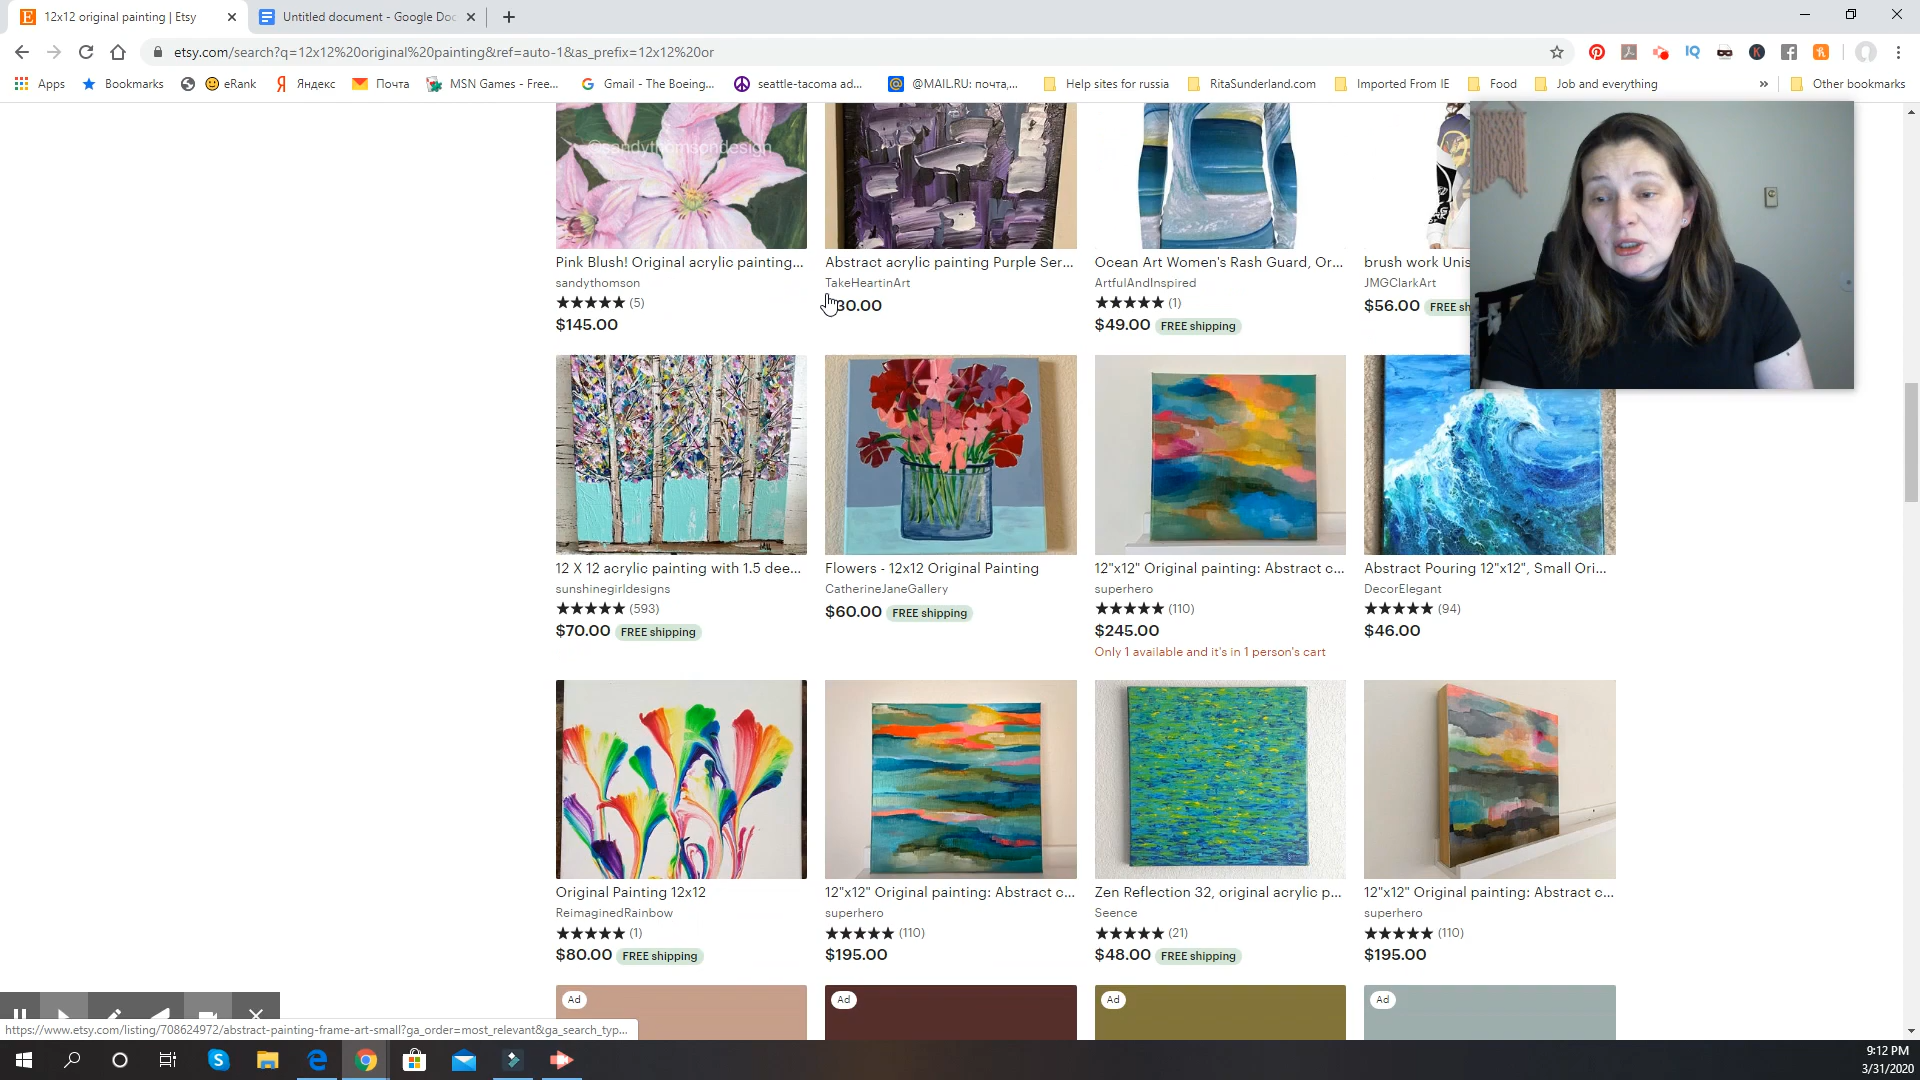 12x12 original painting | Etsy
Untitled document - Google Doc
etsy.com/search?q=12x12%20original%20painting&ref=auto-1&as_prefix=12x12%20or
Apps
Bookmarks
eRank
Яндекс
Почта
MSN Games - Free...
Gmail - The Boeing...
seattle-tacoma ad...
@MAIL.RU: почта,...
Help sites for russia
RitaSunderland.com
Imported From IE
Food
Job and everything
»
Other bookmarks
@sandythomsondesign
Pink Blush! Original acrylic painting...
sandythomson
★★★★★ (5)
$145.00
Abstract acrylic painting Purple Ser...
TakeHeartinArt
30.00
Ocean Art Women's Rash Guard, Or...
ArtfulAndInspired
★★★★★ (1)
$49.00 FREE shipping
brush work Unis
JMGClarkArt
$56.00 FREE sh
12 X 12 acrylic painting with 1.5 dee...
sunshinegirldesigns
★★★★★ (593)
$70.00 FREE shipping
Flowers - 12x12 Original Painting
CatherineJaneGallery
$60.00 FREE shipping
12"x12" Original painting: Abstract c...
superhero
★★★★★ (110)
$245.00
Only 1 available and it's in 1 person's cart
Abstract Pouring 12"x12", Small Ori...
DecorElegant
★★★★★ (94)
$46.00
Original Painting 12x12
ReimaginedRainbow
★★★★★ (1)
$80.00 FREE shipping
12"x12" Original painting: Abstract c...
superhero
★★★★★ (110)
$195.00
Zen Reflection 32, original acrylic p...
Seence
★★★★★ (21)
$48.00 FREE shipping
12"x12" Original painting: Abstract c...
superhero
★★★★★ (110)
$195.00
Ad
Ad
Ad
Ad
https://www.etsy.com/listing/708624972/abstract-painting-frame-art-small?ga_order=most_relevant&ga_search_typ...
9:12 PM
3/31/2020